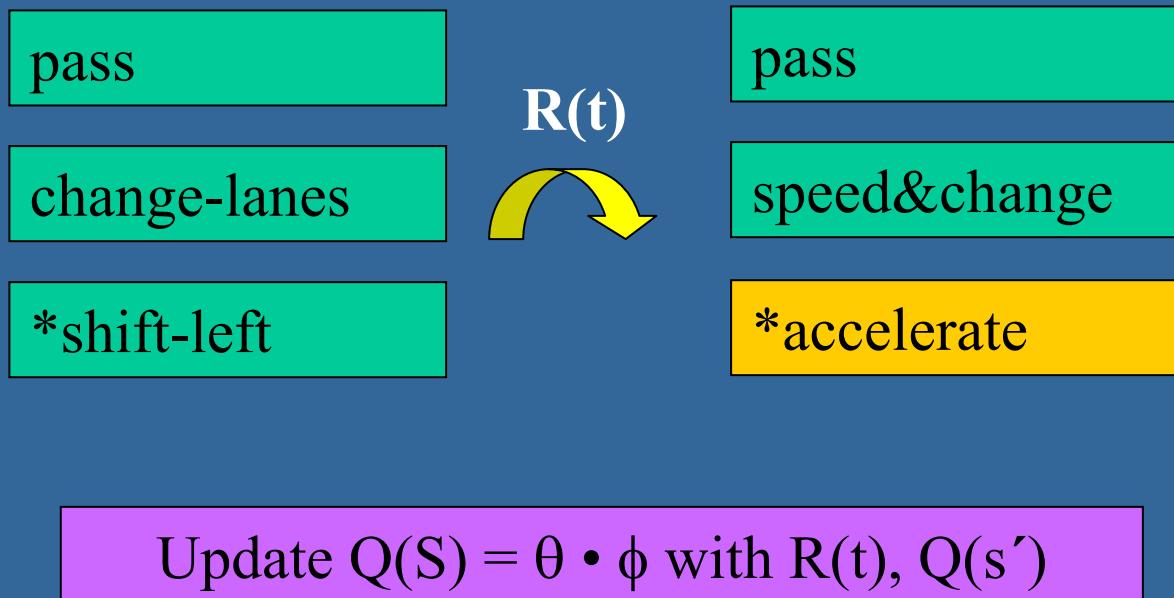 pass
change-lanes
*shift-left
R(t)
pass
speed&change
*accelerate
Update Q(S) = θ • ϕ with R(t), Q(s´)